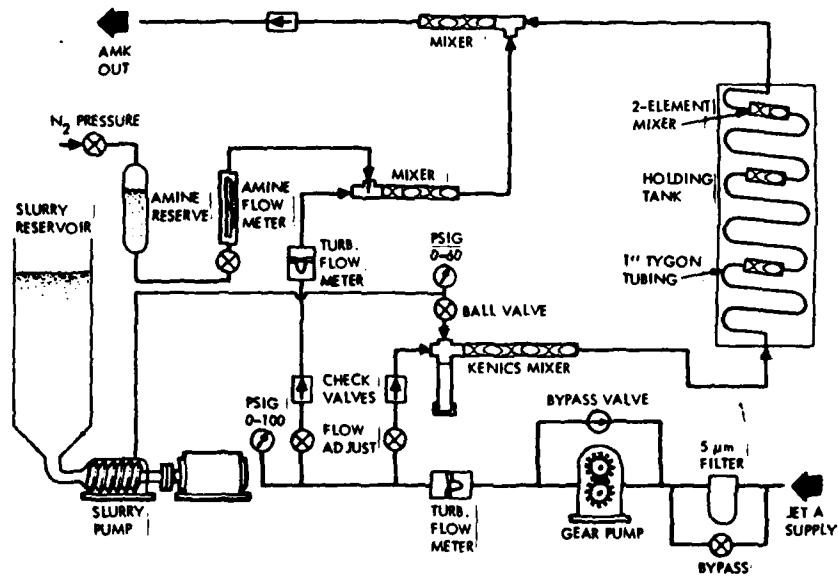 MIXER
AMK
OUT
2-ELEMENT
MIXER
N2 PRESSURE
HOLDING
TANK
AMINE
RESERVE
AMINE
FLOW
METER
MIXER
SLURRY
RESERVOIR
TURB.
FLOW
METER
PSIG
0-60
1" TYGON
TUBING
BALL VALVE
KENICS MIXER
PSIG
0-100
CHECK
VALVES
FLOW
ADJUST
BYPASS VALVE
5 μm
FILTER
SLURRY
PUMP
TURB.
FLOW
METER
GEAR PUMP
JET A
SUPPLY
BYPASS